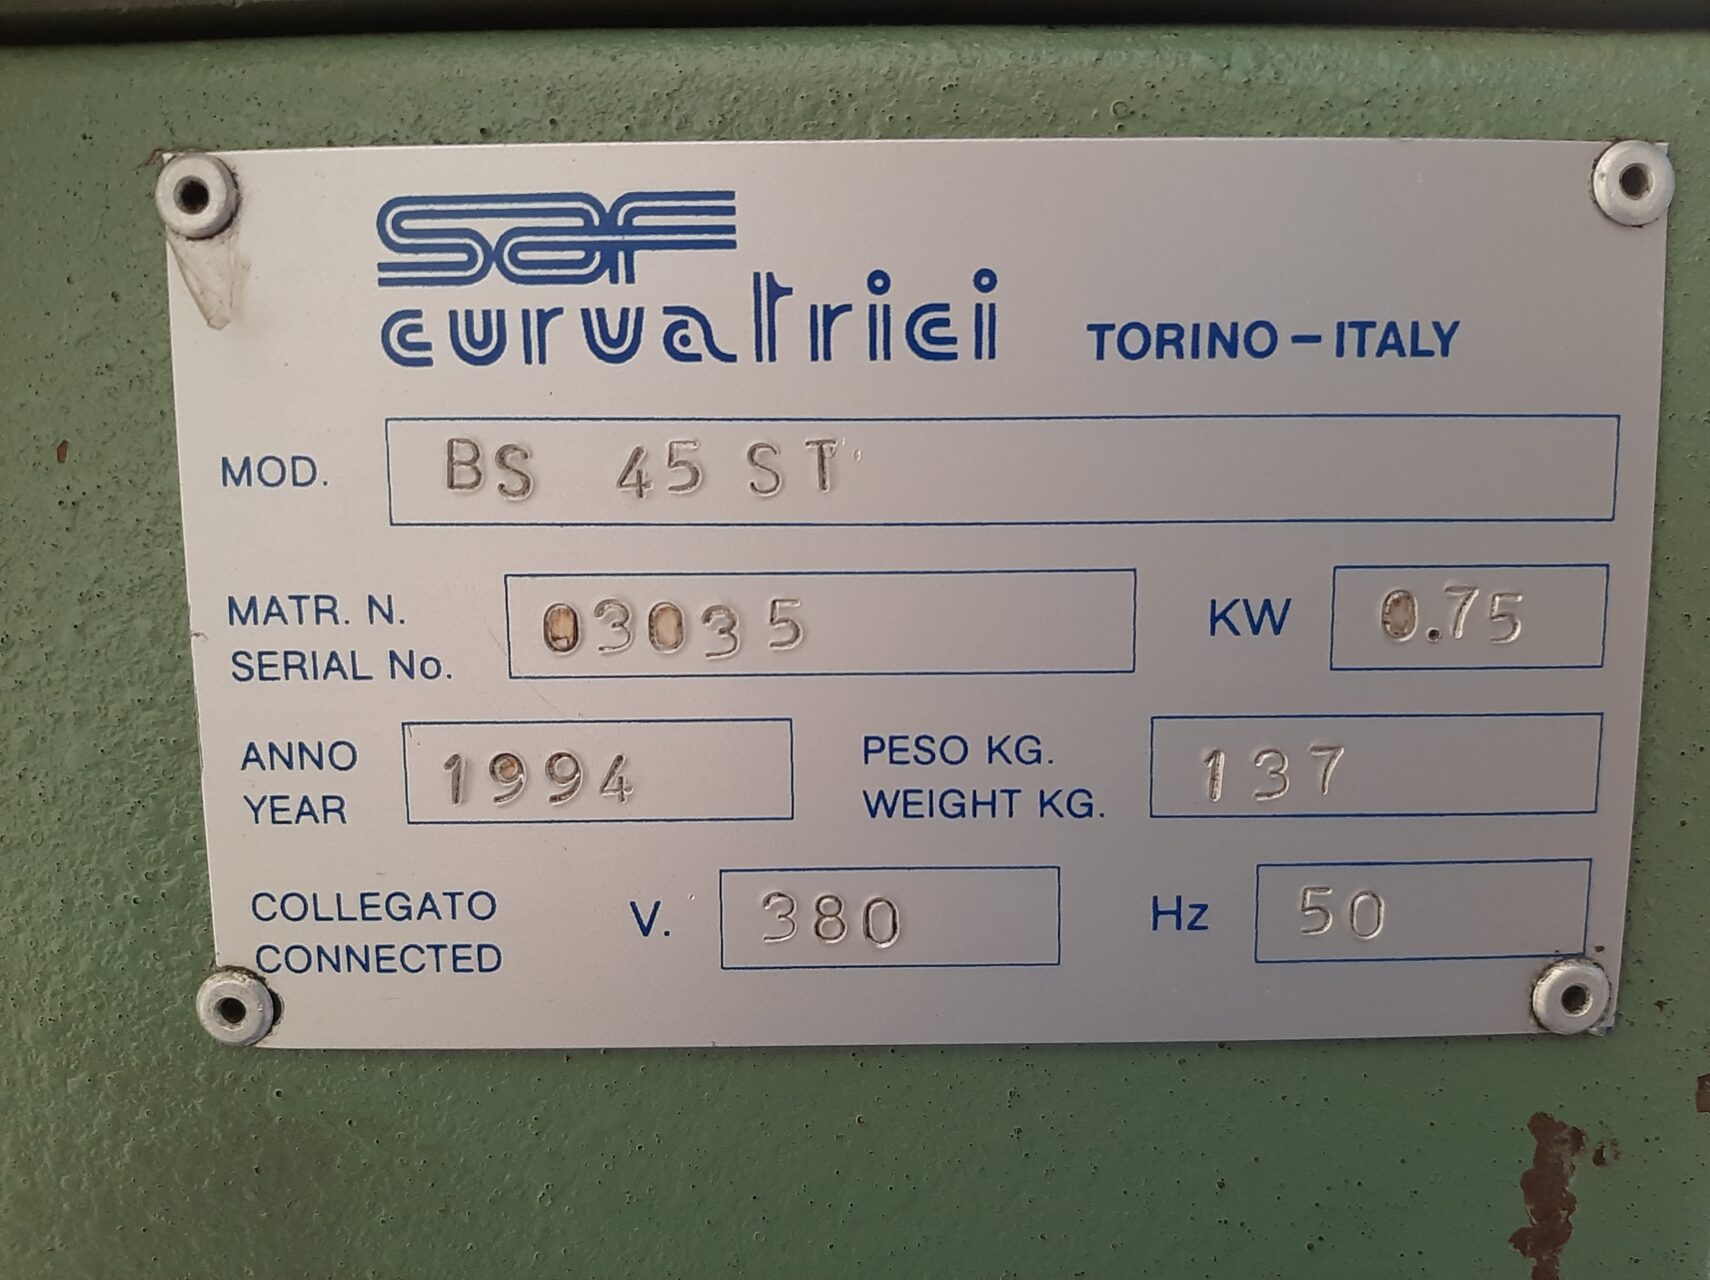 saf
curvatrici TORINO – ITALY
MOD. BS 45 ST
MATR. N.
SERIAL No. 03035 KW 0.75
ANNO
YEAR 1994 PESO KG.
WEIGHT KG. 137
COLLEGATO
CONNECTED V. 380 Hz 50